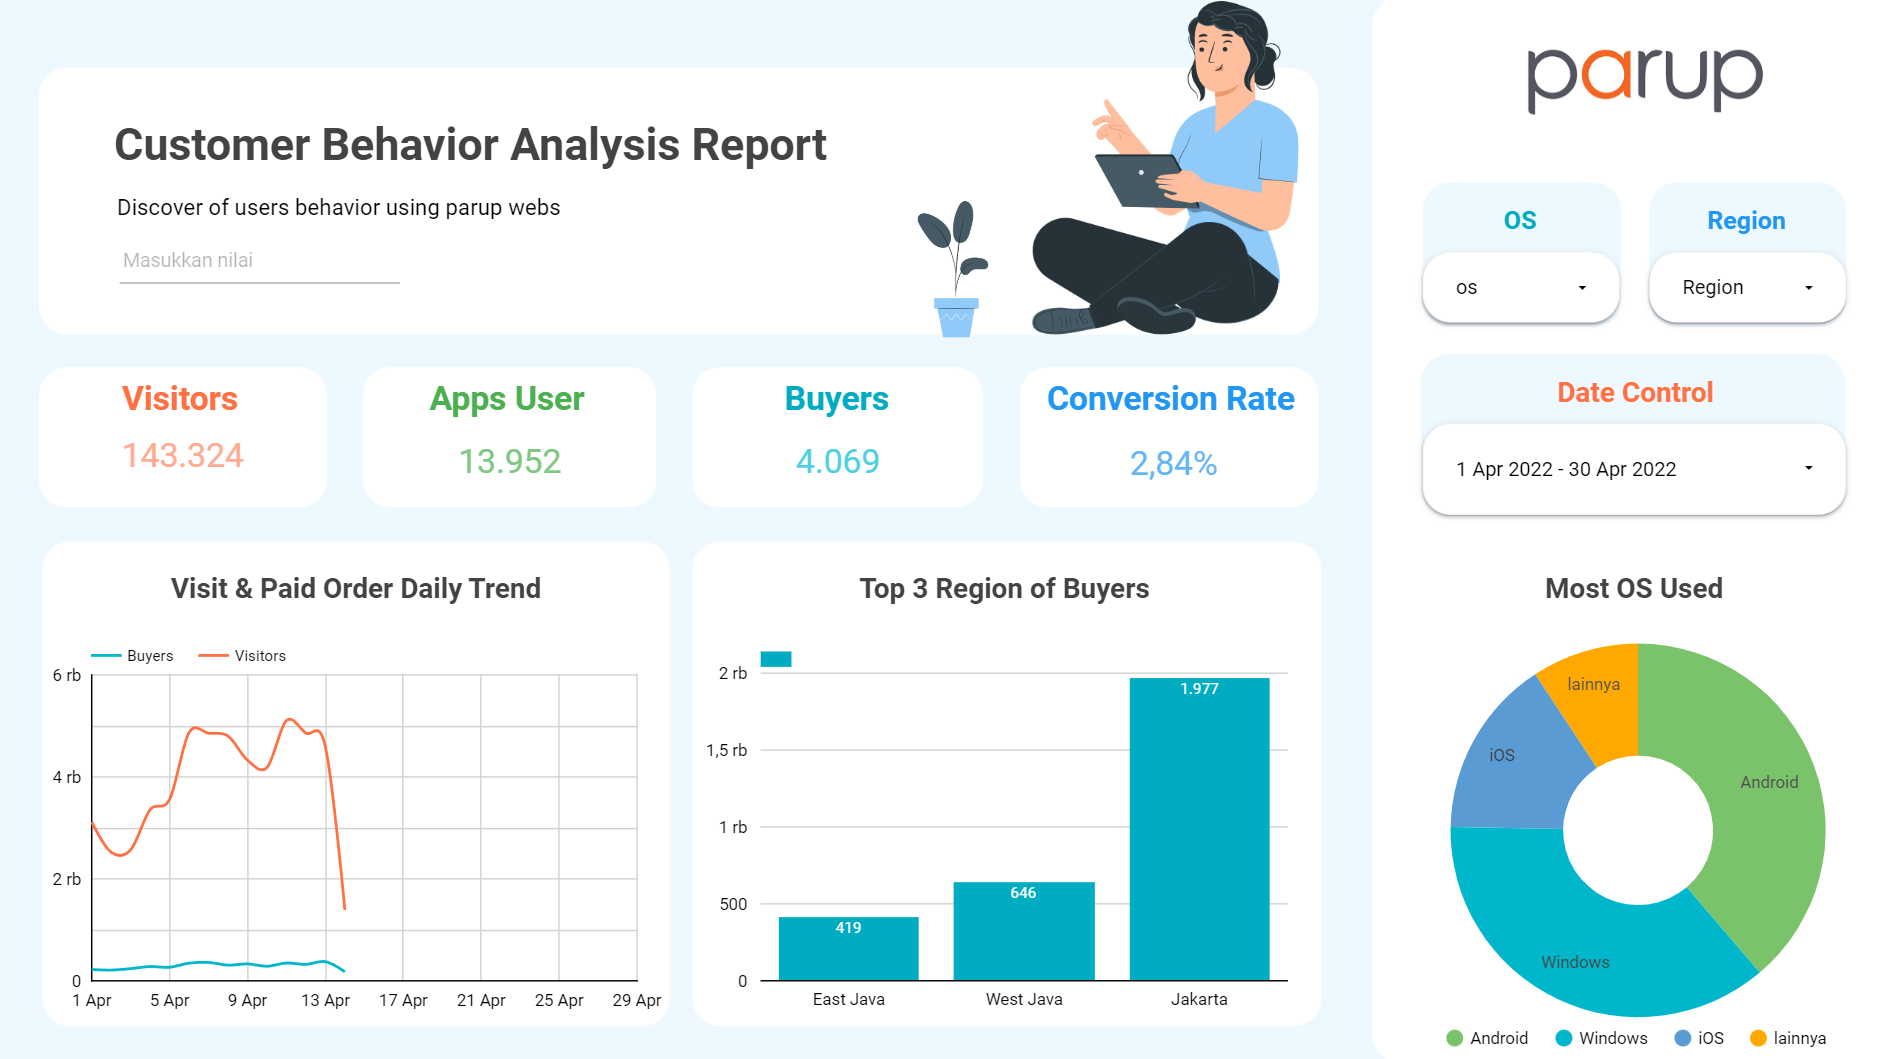 parup
Customer Behavior Analysis Report
Discover of users behavior using parup webs
Masukkan nilai
OS
Region
os
Region
Date Control
1 Apr 2022 - 30 Apr 2022
Visitors
143.324
Apps User
13.952
Buyers
4.069
Conversion Rate
2,84%
Visit & Paid Order Daily Trend
Buyers
Visitors
6 rb
4 rb
2 rb
0
1 Apr
5 Apr
9 Apr
13 Apr
17 Apr
21 Apr
25 Apr
29 Apr
Top 3 Region of Buyers
2 rb
1,5 rb
1 rb
500
0
419
646
1.977
East Java
West Java
Jakarta
Most OS Used
lainnya
iOS
Android
Windows
Android
Windows
iOS
lainnya